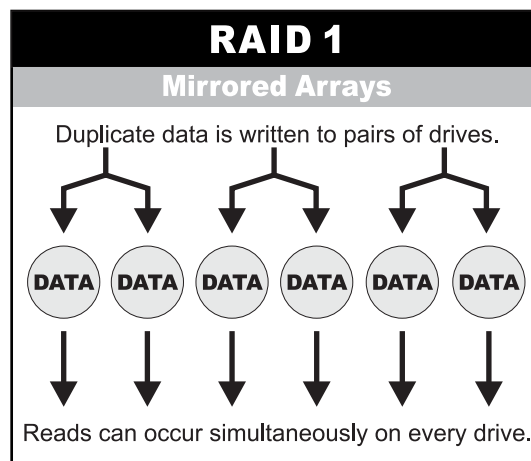 RAID 1
Mirrored Arrays
Duplicate data is written to pairs of drives.
DATA DATA DATA DATA DATA DATA
Reads can occur simultaneously on every drive.